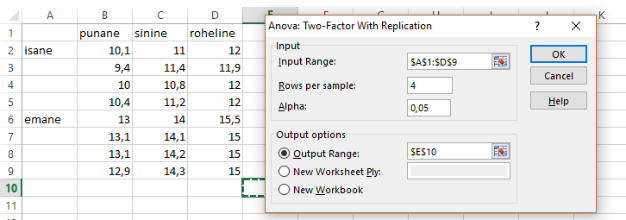 A B C D E K
1 punane sinine roheline
2 isane 10,1 11 12
3 9,4 11,4 11,9
4 10 10,8 12
5 10,4 11,2 12
6 emane 13 14 15,5
7 13,1 14,1 15
8 13,1 14,2 15
9 12,9 14,3 15
10
11
Anova: Two-Factor With Replication ? ×
Input
Input Range: $A$1:$D$9
Rows per sample: 4
Alpha: 0,05
OK
Cancel
Help
Output options
Output Range: $E$10
New Worksheet Ply:
New Workbook